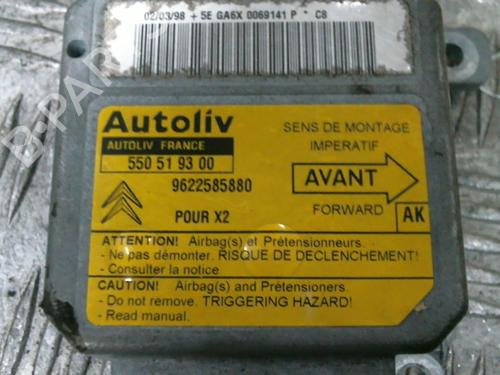 02/03/98 + 5E GA6X 0069141 P * C8
Autoliv
AUTOLIV FRANCE
550 51 93 00
9622585880
POUR X2
SENS DE MONTAGE
IMPERATIF
AVANT
FORWARD
AK
ATTENTION! Airbag(s) et Prétensionneurs.
- Ne pas démonter. RISQUE DE DECLENCHEMENT!
- Consulter la notice
CAUTION! Airbag(s) and Pretensioners.
- Do not remove. TRIGGERING HAZARD!
- Read manual.